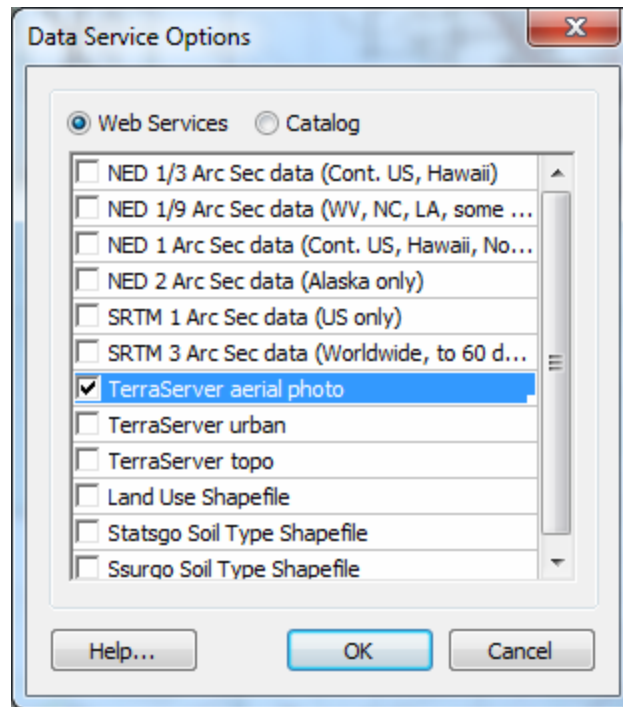 Data Service Options
Web Services Catalog
NED 1/3 Arc Sec data (Cont. US, Hawaii)
NED 1/9 Arc Sec data (WV, NC, LA, some ...
NED 1 Arc Sec data (Cont. US, Hawaii, No...
NED 2 Arc Sec data (Alaska only)
SRTM 1 Arc Sec data (US only)
SRTM 3 Arc Sec data (Worldwide, to 60 d...
TerraServer aerial photo
TerraServer urban
TerraServer topo
Land Use Shapefile
Statsgo Soil Type Shapefile
Ssurgo Soil Type Shapefile
Help... OK Cancel